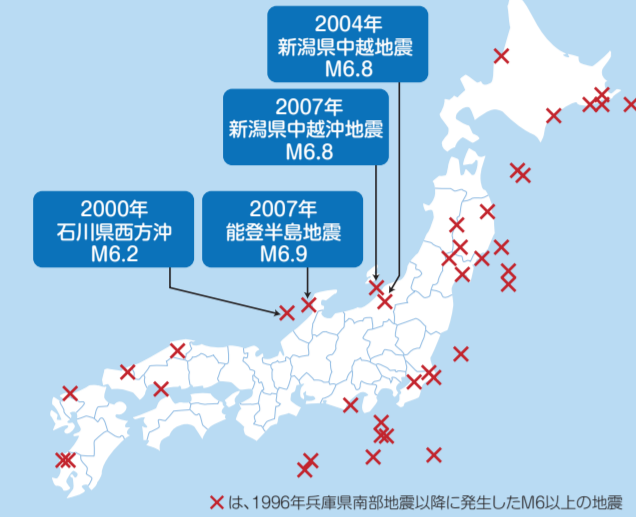 2004年
新潟県中越地震
M6.8
2007年
新潟県中越沖地震
M6.8
2000年
石川県西方沖
M6.2
2007年
能登半島地震
M6.9
×は、1996年兵庫県南部地震以降に発生したM6以上の地震